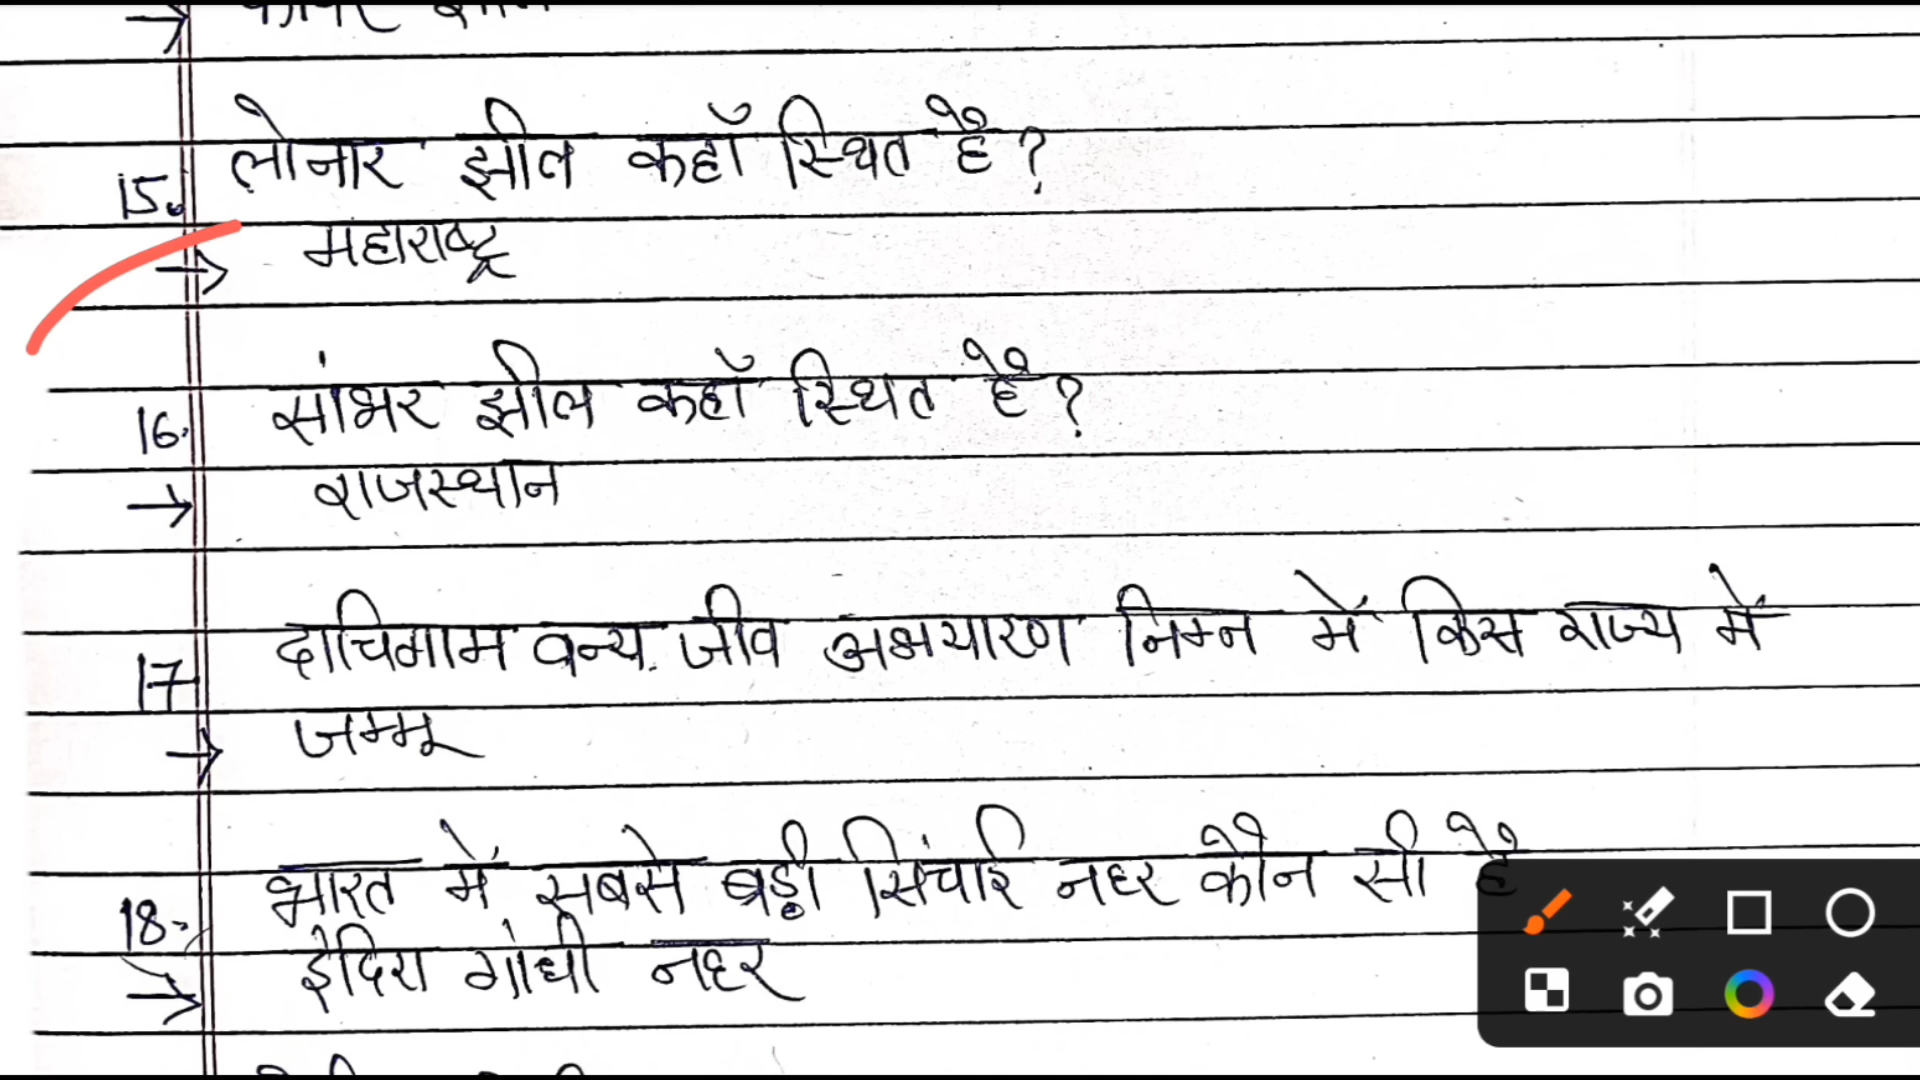 15. लोनार झील कहाँ स्थित है?
→ महाराष्ट्र
16. सांभर झील कहाँ स्थित है?
→ राजस्थान
17 दाचिगाम वन्य जीव अभयारण निम्न में किस राज्य में
→ जम्मू
18. भारत में सबसे बड़ी सिंचाई नहर कौन सी है
→ इंदिरा गांधी नहर